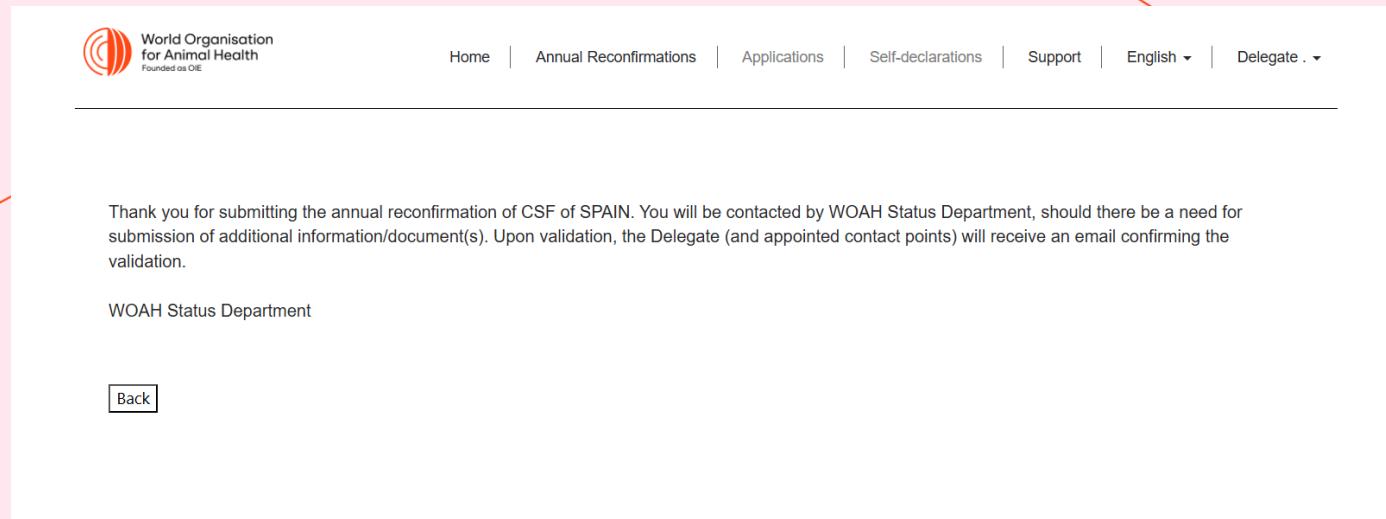 World Organisation
for Animal Health
Founded as OIE
Home
Annual Reconfirmations
Applications
Self-declarations
Support
English
Delegate .
Thank you for submitting the annual reconfirmation of CSF of SPAIN. You will be contacted by WOAH Status Department, should there be a need for
submission of additional information/document(s). Upon validation, the Delegate (and appointed contact points) will receive an email confirming the
validation.
WOAH Status Department
Back